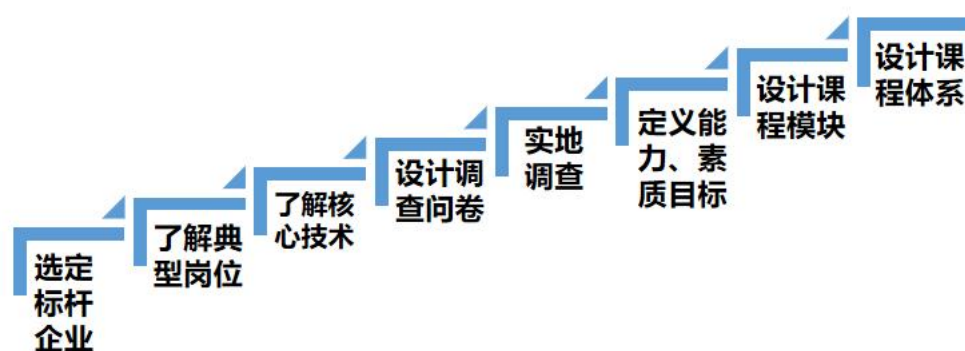 选定
标杆
企业
了解典
型岗位
了解核
心技术
设计调
查问卷
实地
调查
定义能
力、素
质目标
设计课
程模块
设计课
程体系